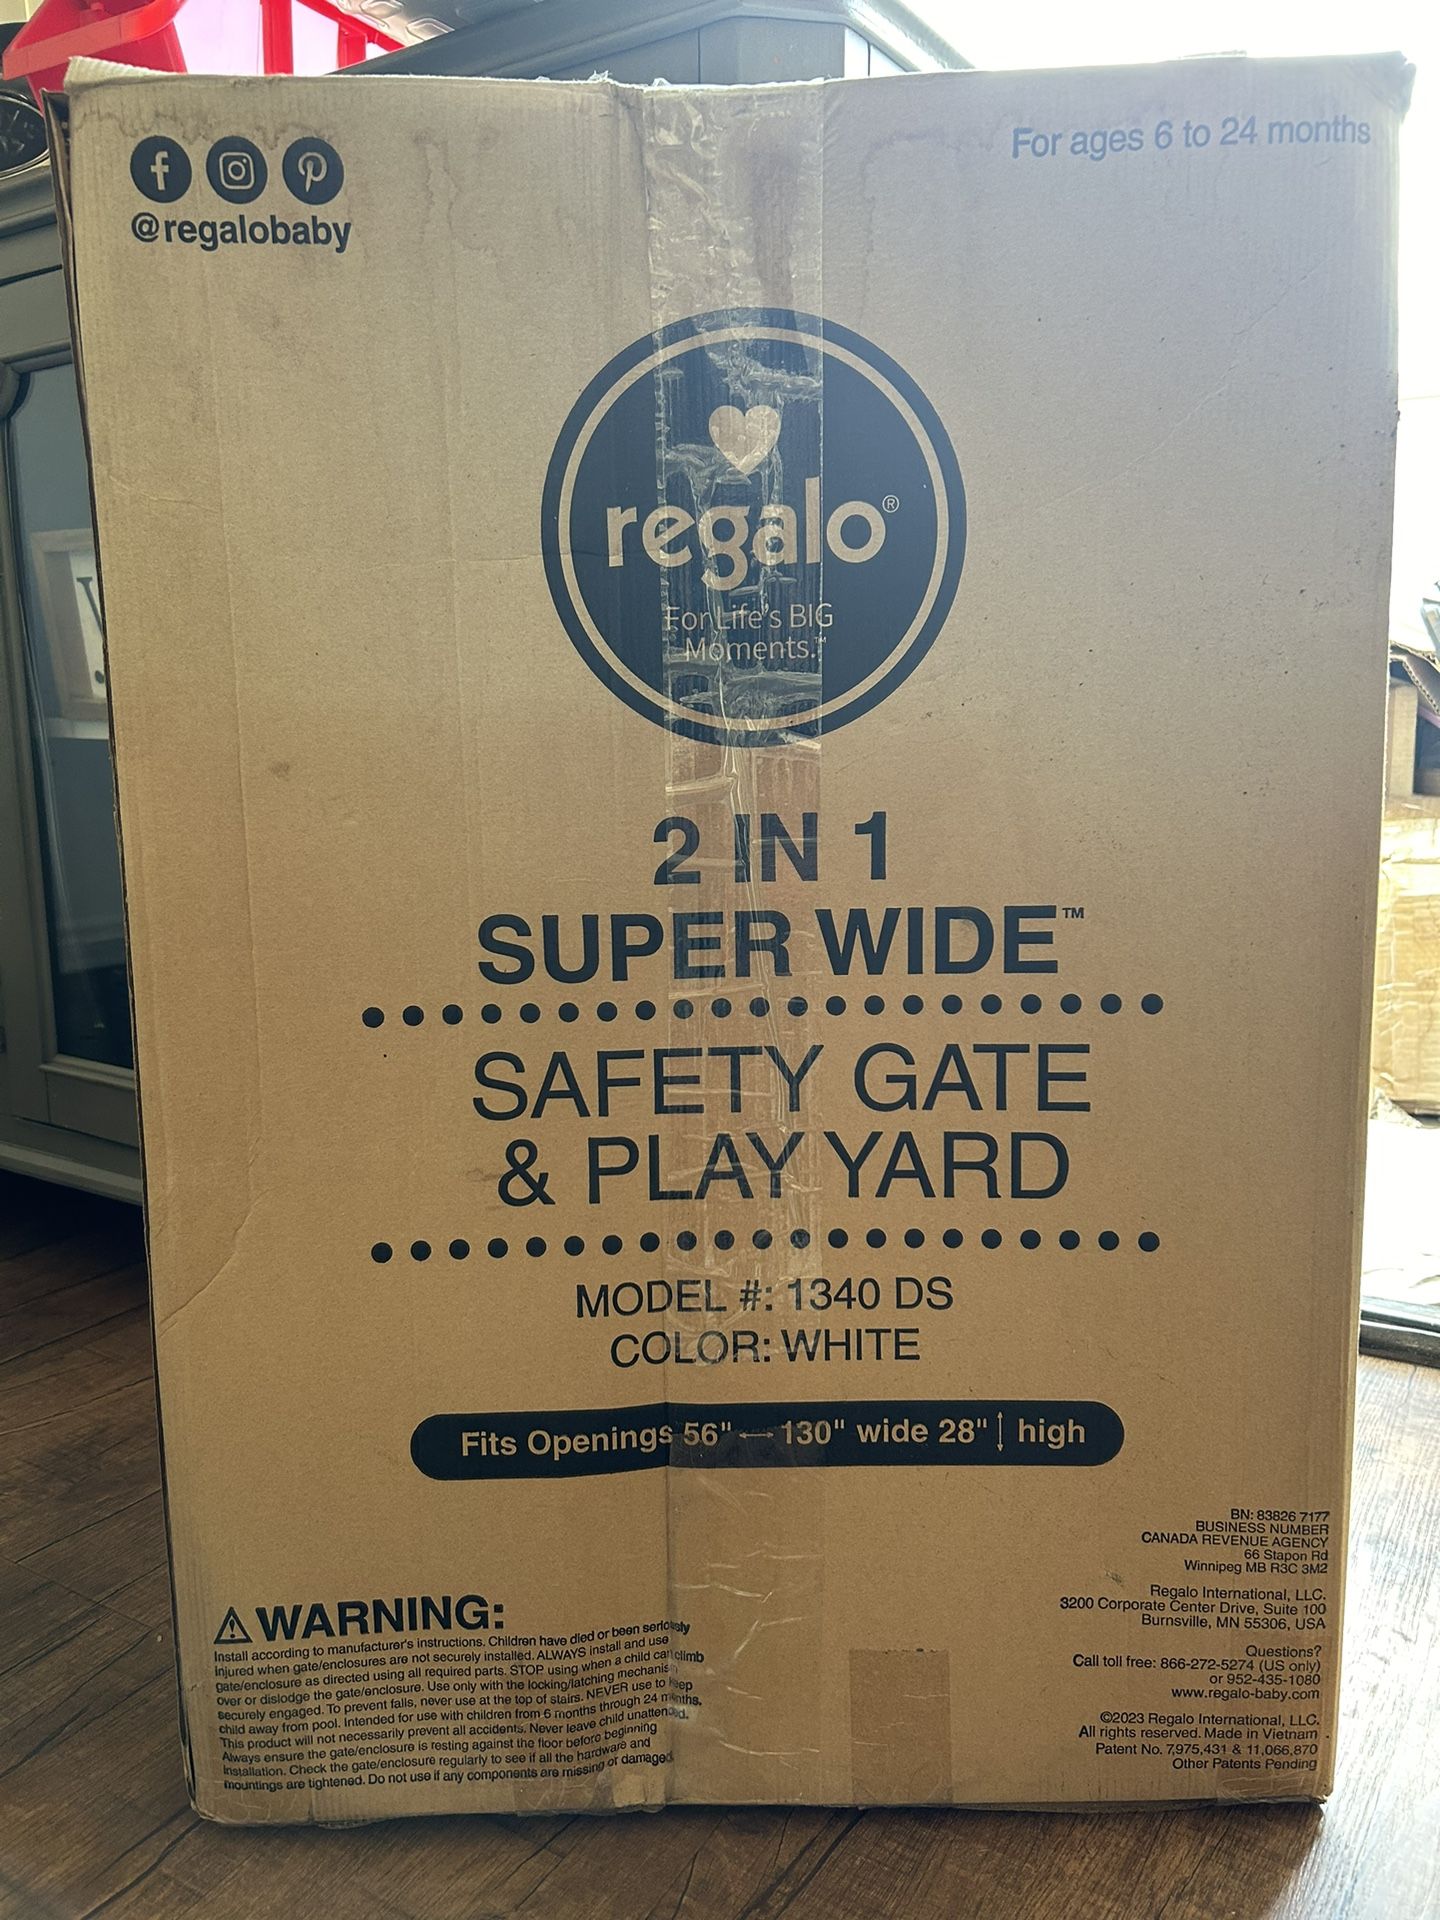 For ages 6 to 24 months
@regalobaby
regalo®
For Life's BIG
Moments.™
2 IN 1
SUPER WIDE™
SAFETY GATE
& PLAY YARD
MODEL #: 1340 DS
COLOR: WHITE
Fits Openings 56" ↔ 130" wide 28" ↕ high
BN: 83826 7177
BUSINESS NUMBER
CANADA REVENUE AGENCY
66 Stapon Rd
Winnipeg MB R3C 3M2
Regalo International, LLC.
3200 Corporate Center Drive, Suite 100
Burnsville, MN 55306, USA
Questions?
Call toll free: 866-272-5274 (US only)
or 952-435-1080
www.regalo-baby.com
©2023 Regalo International, LLC.
All rights reserved. Made in Vietnam.
Patent No. 7,975,431 & 11,066,870
Other Patents Pending
WARNING:
Install according to manufacturer's instructions. Children have died or been seriously
injured when gate/enclosures are not securely installed. ALWAYS install and use
gate/enclosure as directed using all required parts. STOP using when a child can climb
over or dislodge the gate/enclosure. Use only with the locking/latching mechanism
securely engaged. To prevent falls, never use at the top of stairs. NEVER use to keep
child away from pool. Intended for use with children from 6 months through 24 months.
This product will not necessarily prevent all accidents. Never leave child unattended.
Always ensure the gate/enclosure is resting against the floor before beginning
installation. Check the gate/enclosure regularly to see if all the hardware and
mountings are tightened. Do not use if any components are missing or damaged.